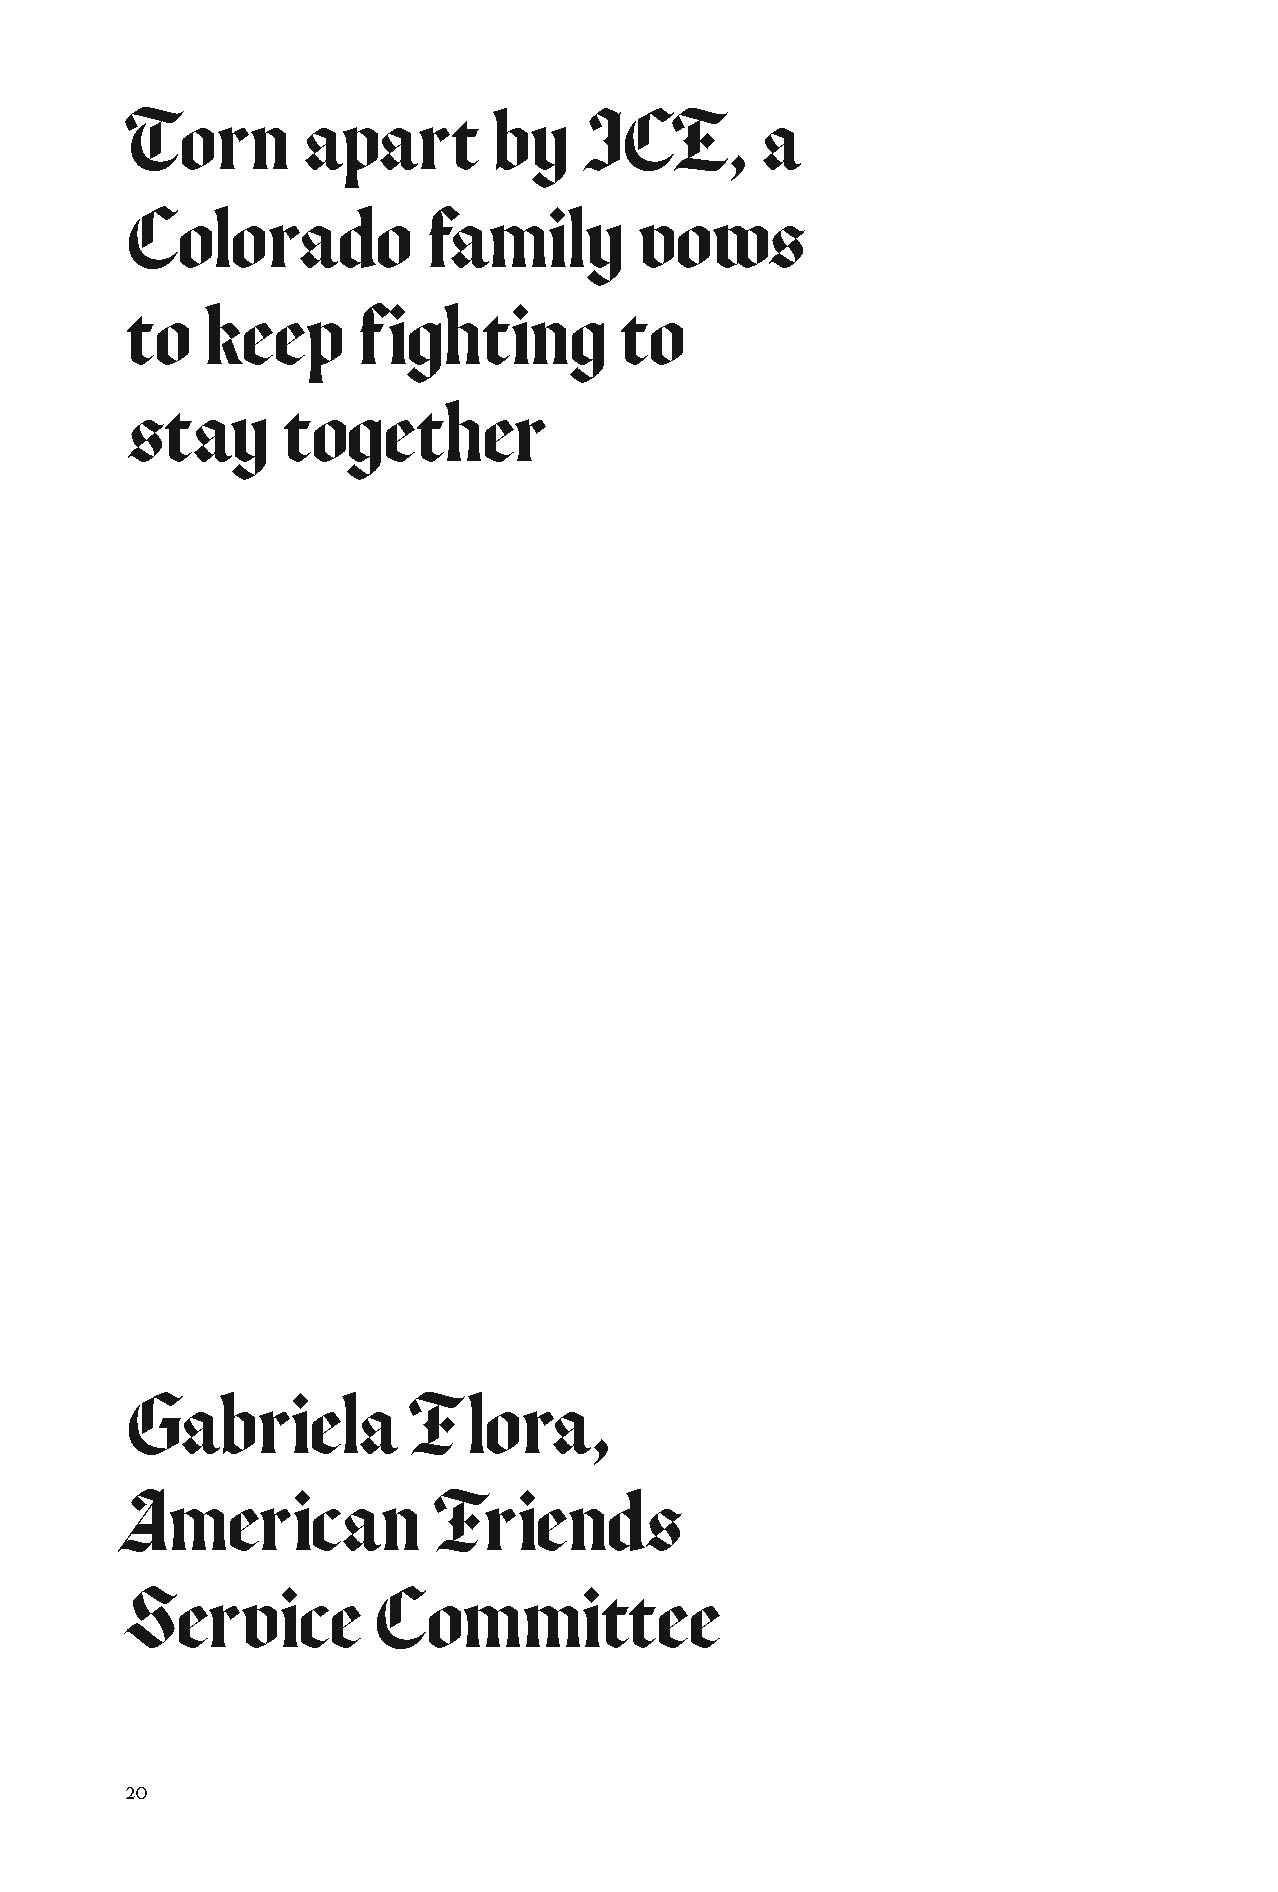 Torn apart by ICE, a
Colorado family vows
to keep fighting to
stay together
Gabriela Flora,
American Friends
Service Committee
20